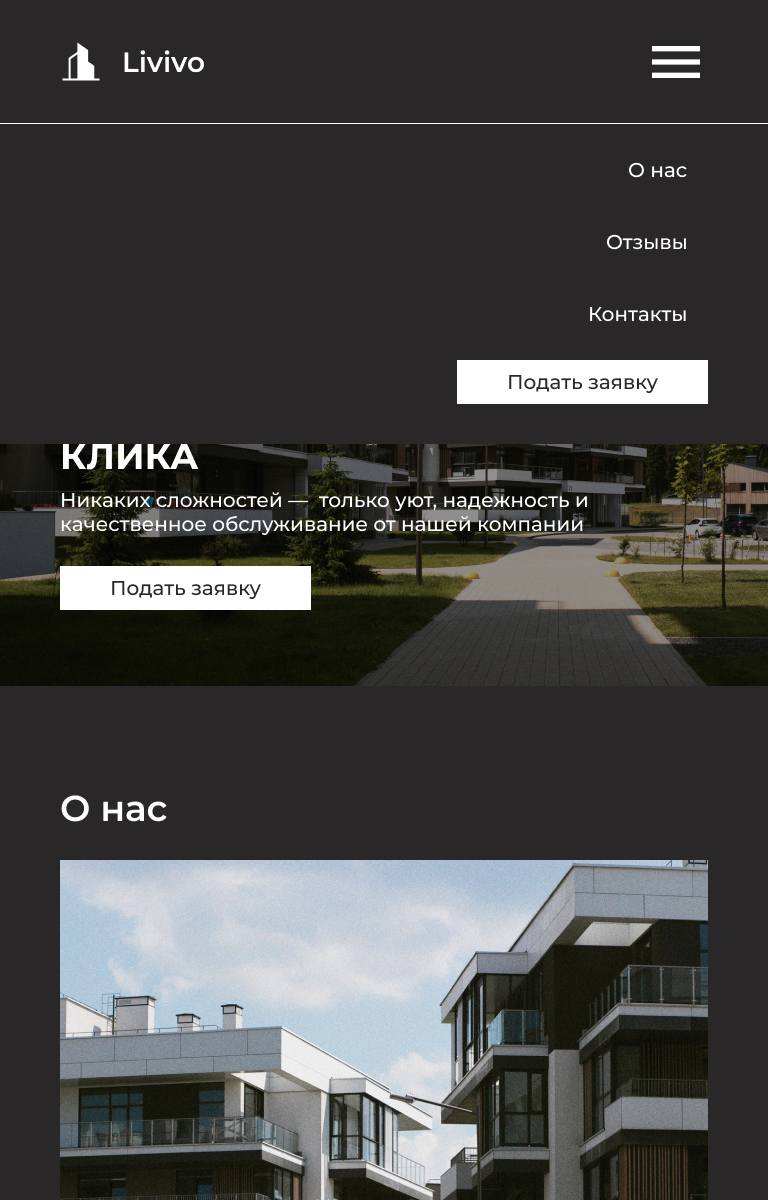 Livivo
О нас
Отзывы
Контакты
Подать заявку
КЛИКА
Никаких сложностей — только уют, надежность и
качественное обслуживание от нашей компании
Подать заявку
О нас